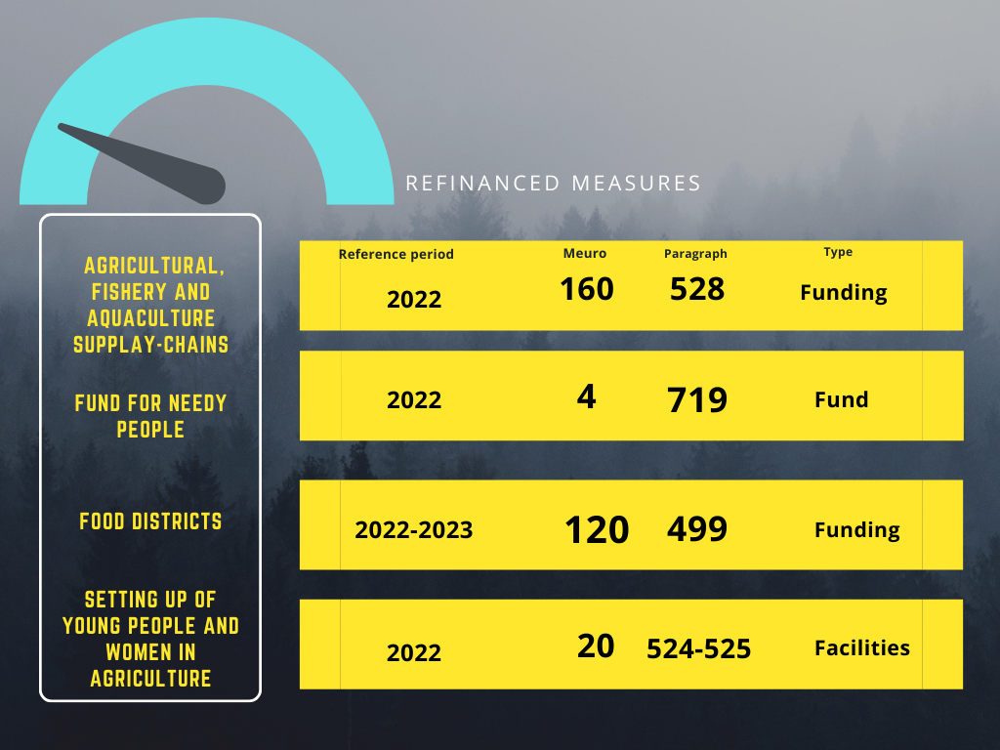 REFINANCED MEASURES
AGRICULTURAL,
FISHERY AND
AQUACULTURE
SUPPLAY-CHAINS
Reference period Meuro Paragraph Type
2022 160 528 Funding
FUND FOR NEEDY
PEOPLE
2022 4 719 Fund
FOOD DISTRICTS
2022-2023 120 499 Funding
SETTING UP OF
YOUNG PEOPLE AND
WOMEN IN
AGRICULTURE
2022 20 524-525 Facilities